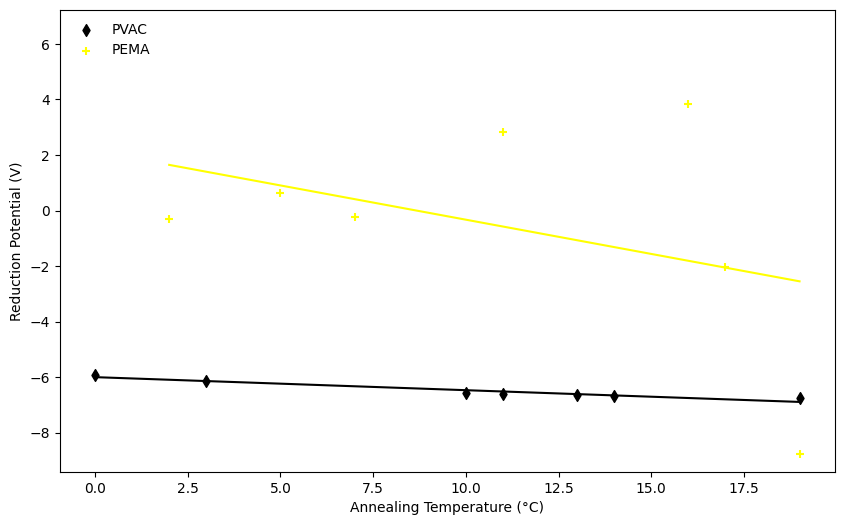 PVAC
PEMA
6
4
2
0
−2
−4
−6
−8
Reduction Potential (V)
0.0 2.5 5.0 7.5 10.0 12.5 15.0 17.5
Annealing Temperature (°C)